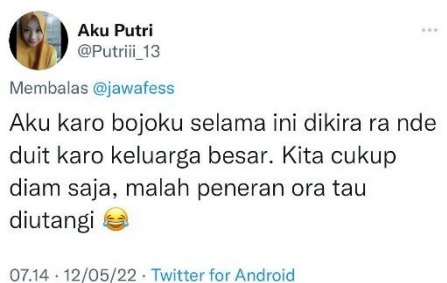 Aku Putri
@Putriii_13
Membalas @jawafess
Aku karo bojoku selama ini dikira ra nde
duit karo keluarga besar. Kita cukup
diam saja, malah peneran ora tau
diutangi 😂
07.14 · 12/05/22 · Twitter for Android